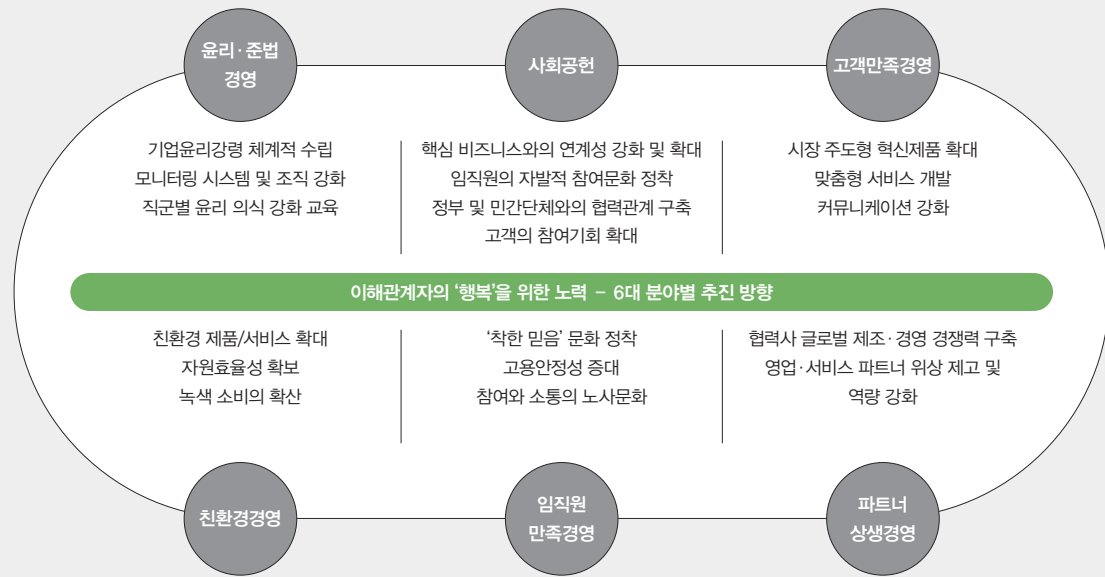 윤리·준법
경영
사회공헌
고객만족경영
기업윤리강령 체계적 수립
모니터링 시스템 및 조직 강화
직군별 윤리 의식 강화 교육
핵심 비즈니스와의 연계성 강화 및 확대
임직원의 자발적 참여문화 정착
정부 및 민간단체와의 협력관계 구축
고객의 참여기회 확대
시장 주도형 혁신제품 확대
맞춤형 서비스 개발
커뮤니케이션 강화
이해관계자의 ‘행복’을 위한 노력 – 6대 분야별 추진 방향
친환경 제품/서비스 확대
자원효율성 확보
녹색 소비의 확산
‘착한 믿음’ 문화 정착
고용안정성 증대
참여와 소통의 노사문화
협력사 글로벌 제조·경영 경쟁력 구축
영업·서비스 파트너 위상 제고 및
역량 강화
친환경경영
임직원
만족경영
파트너
상생경영